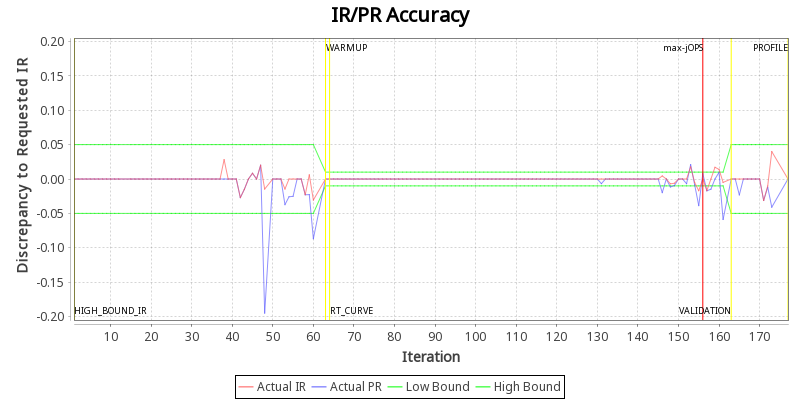 IR/PR Accuracy
Discrepancy to Requested IR
0.20
0.15
0.10
0.05
0.00
-0.05
-0.10
-0.15
-0.20
WARMUP
max-jOPS
PROFILE
HIGH_BOUND_IR
RT_CURVE
VALIDATION
10 20 30 40 50 60 70 80 90 100 110 120 130 140 150 160 170
Iteration
Actual IR Actual PR Low Bound High Bound